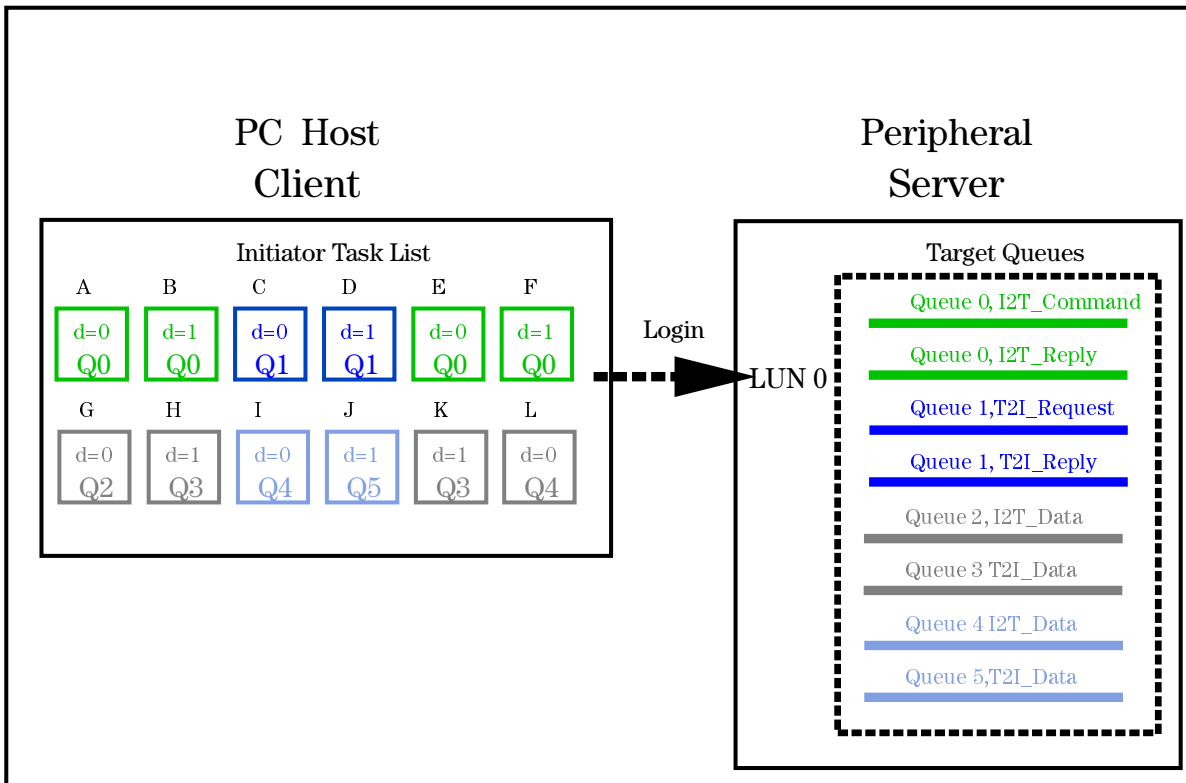 PC Host
Client
Peripheral
Server
Initiator Task List
A B C D E F
d=0 d=1 d=0 d=1 d=0 d=1
Q0 Q0 Q1 Q1 Q0 Q0
G H I J K L
d=0 d=1 d=0 d=1 d=1 d=0
Q2 Q3 Q4 Q5 Q3 Q4
Login
LUN 0
Target Queues
Queue 0, I2T_Command
Queue 0, I2T_Reply
Queue 1,T2I_Request
Queue 1, T2I_Reply
Queue 2, I2T_Data
Queue 3 T2I_Data
Queue 4 I2T_Data
Queue 5,T2I_Data